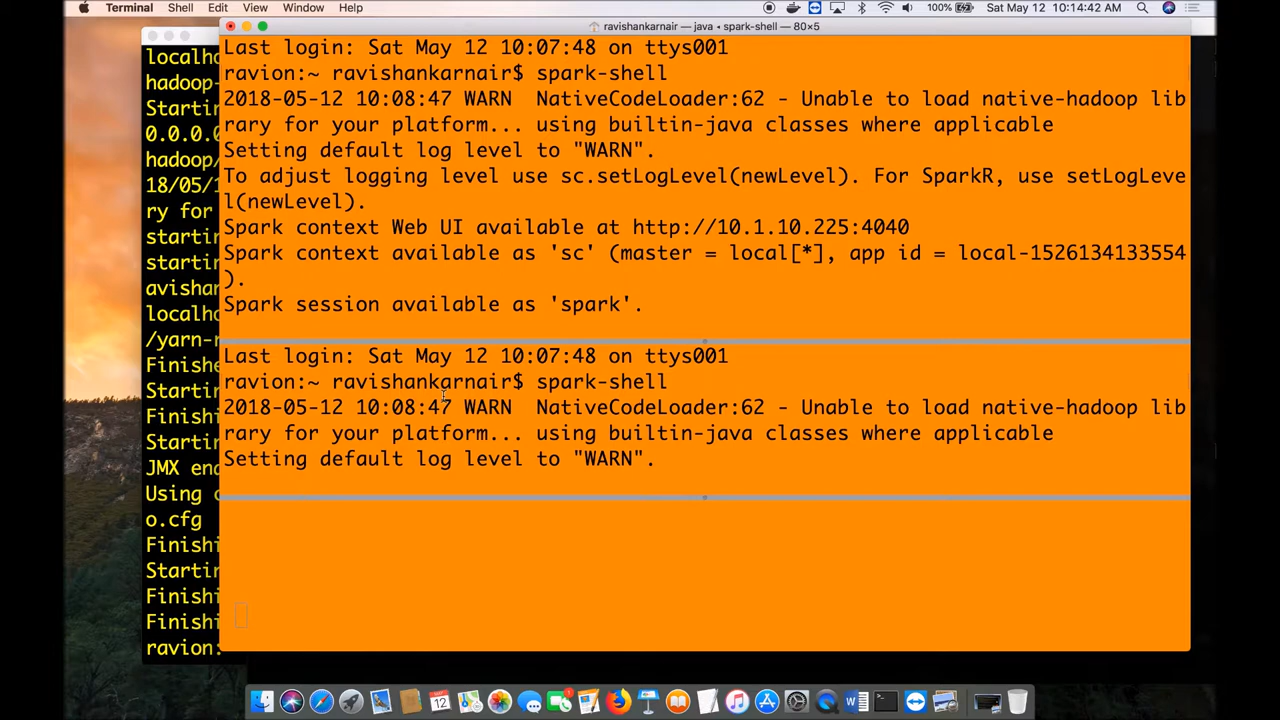 Terminal Shell Edit View Window Help 100% Sat May 12 10:14:42 AM
ravishankarnair — java • spark-shell — 80×5
localho
hadoop-
Startin
0.0.0.0
hadoop/
18/05/1
ry for
startin
startin
avishan
localho
/yarn-r
Finishe
Startin
Finish
Startin
JMX ena
Using c
o.cfg
Finishi
Startin
Finishi
Finishi
ravion:
Last login: Sat May 12 10:07:48 on ttys001
ravion:~ ravishankarnair$ spark-shell
2018-05-12 10:08:47 WARN NativeCodeLoader:62 - Unable to load native-hadoop lib
rary for your platform... using builtin-java classes where applicable
Setting default log level to "WARN".
To adjust logging level use sc.setLogLevel(newLevel). For SparkR, use setLogLeve
l(newLevel).
Spark context Web UI available at http://10.1.10.225:4040
Spark context available as 'sc' (master = local[*], app id = local-1526134133554
).
Spark session available as 'spark'.
Last login: Sat May 12 10:07:48 on ttys001
ravion:~ ravishankarnair$ spark-shell
2018-05-12 10:08:47 WARN NativeCodeLoader:62 - Unable to load native-hadoop lib
rary for your platform... using builtin-java classes where applicable
Setting default log level to "WARN".
12